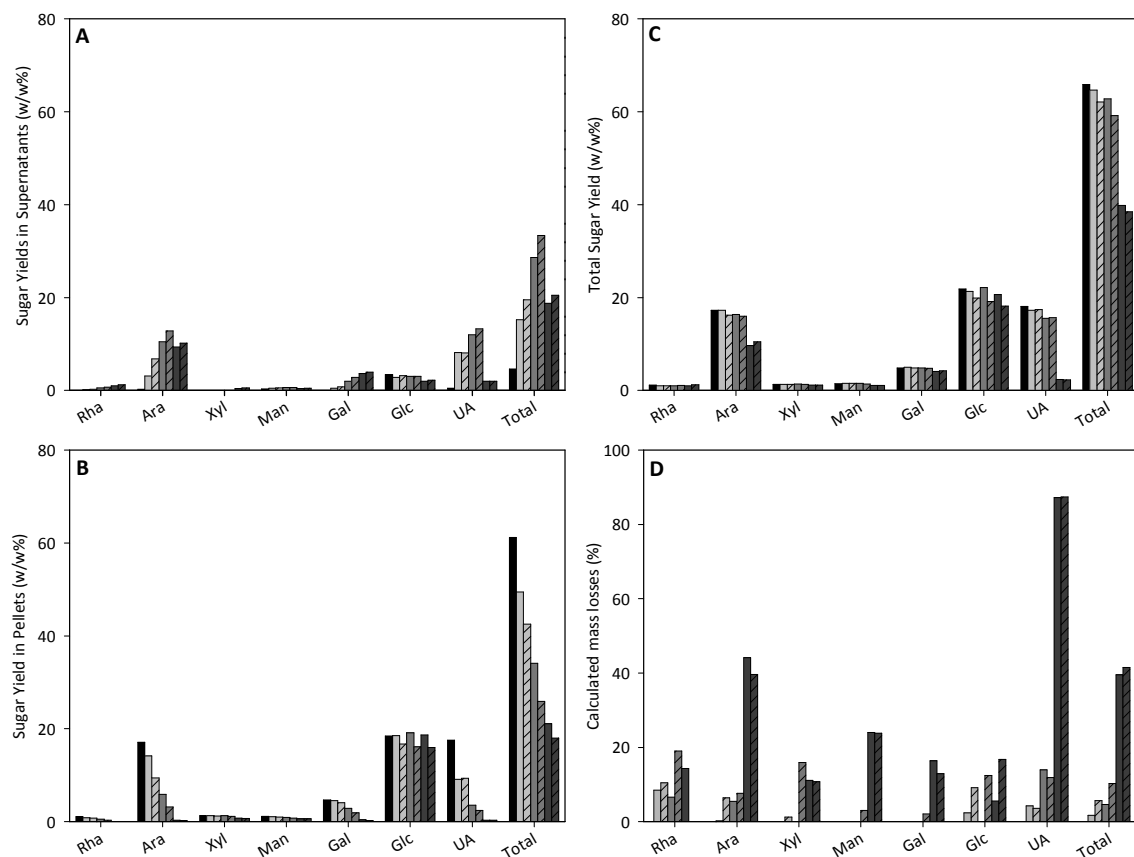 A
Sugar Yields in Supernatants (w/w%)
80
60
40
20
0
Rha Ara Xyl Man Gal Glc UA Total
C
Total Sugar Yield (w/w%)
80
60
40
20
0
Rha Ara Xyl Man Gal Glc UA Total
B
Sugar Yield in Pellets (w/w%)
80
60
40
20
0
Rha Ara Xyl Man Gal Glc UA Total
D
Calculated mass losses (%)
100
80
60
40
20
0
Rha Ara Xyl Man Gal Glc UA Total